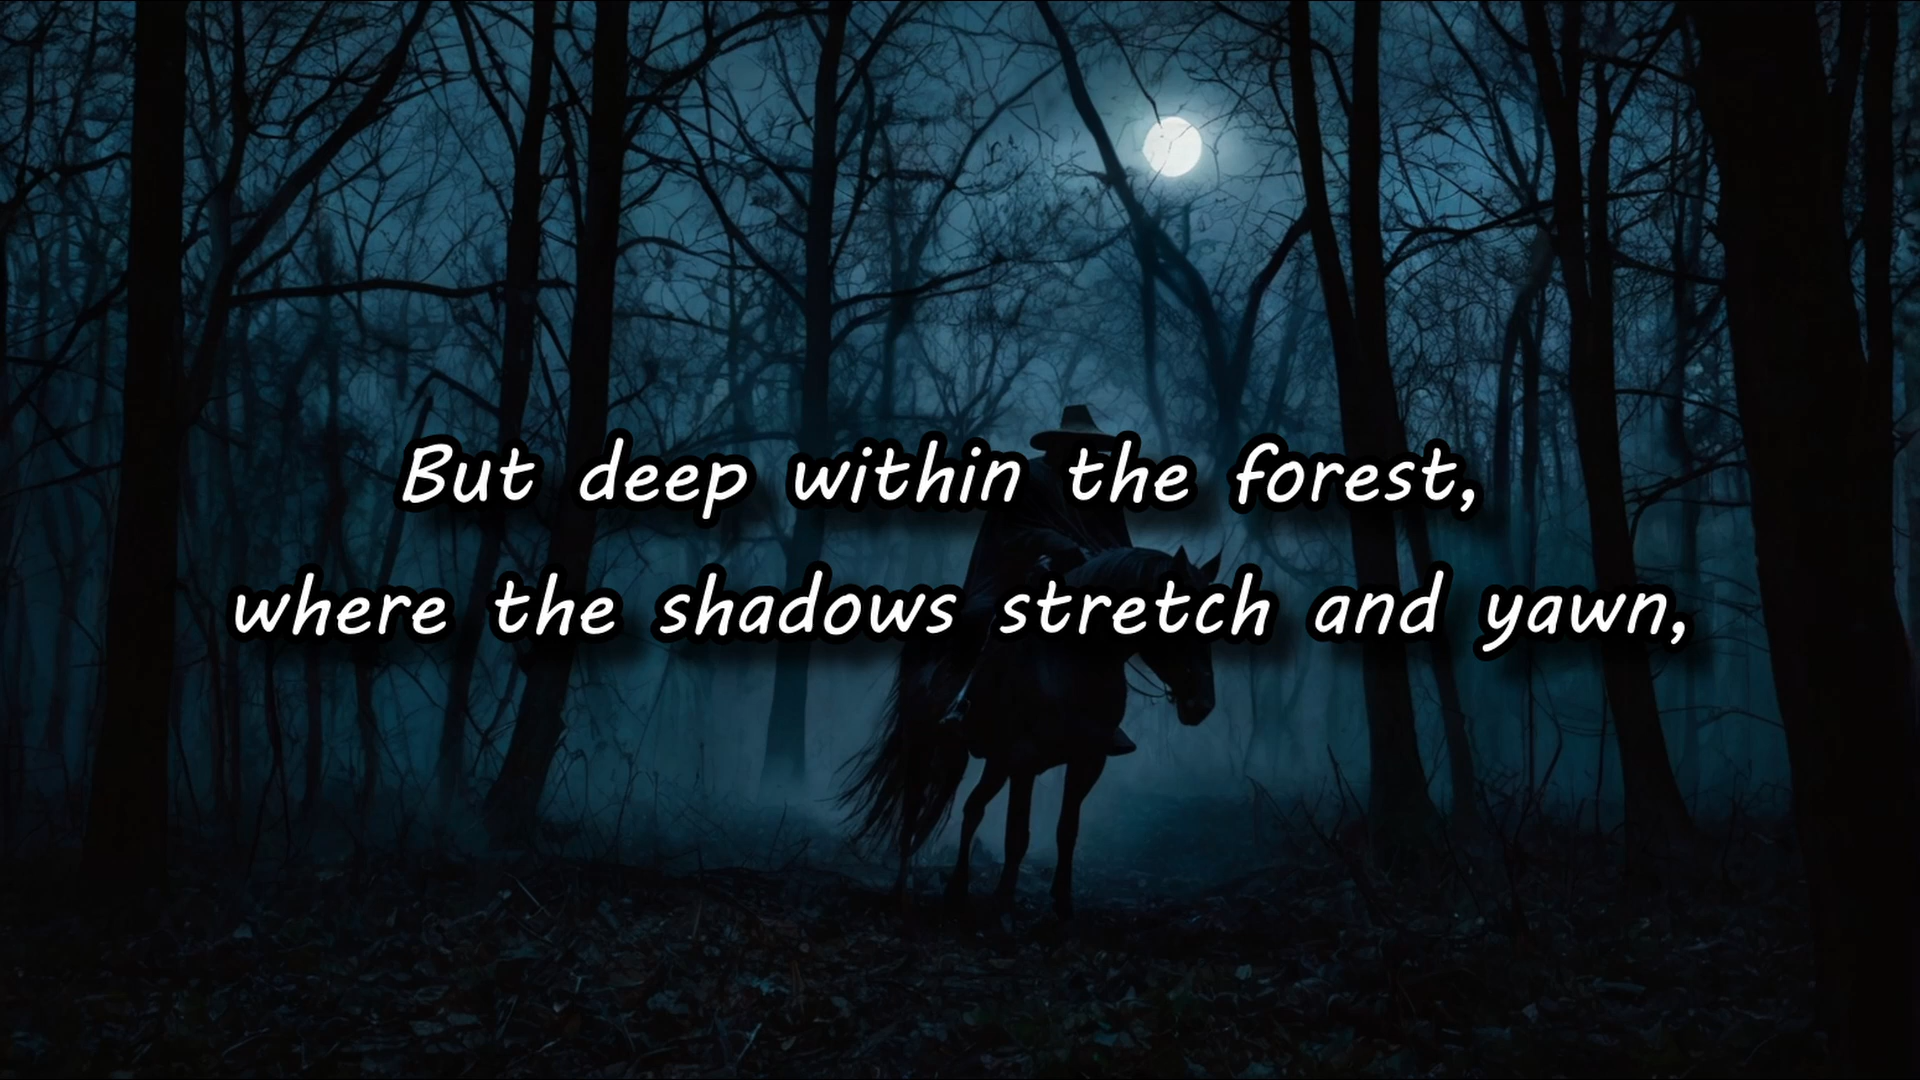 But deep within the forest,
where the shadows stretch and yawn,